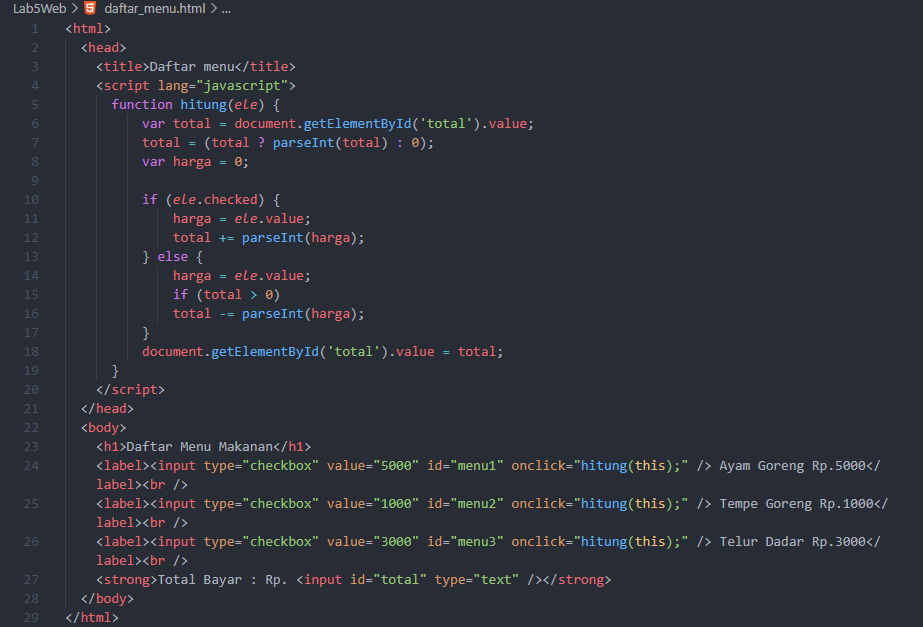 Lab5Web > daftar_menu.html > ...
1 <html>
2 <head>
3 <title>Daftar menu</title>
4 <script lang="javascript">
5 function hitung(ele) {
6 var total = document.getElementById('total').value;
7 total = (total ? parseInt(total) : 0);
8 var harga = 0;
9
10 if (ele.checked) {
11 harga = ele.value;
12 total += parseInt(harga);
13 } else {
14 harga = ele.value;
15 if (total > 0)
16 total -= parseInt(harga);
17 }
18 document.getElementById('total').value = total;
19 }
20 </script>
21 </head>
22 <body>
23 <h1>Daftar Menu Makanan</h1>
24 <label><input type="checkbox" value="5000" id="menu1" onclick="hitung(this);" /> Ayam Goreng Rp.5000</
label><br />
25 <label><input type="checkbox" value="1000" id="menu2" onclick="hitung(this);" /> Tempe Goreng Rp.1000</
label><br />
26 <label><input type="checkbox" value="3000" id="menu3" onclick="hitung(this);" /> Telur Dadar Rp.3000</
label><br />
27 <strong>Total Bayar : Rp. <input id="total" type="text" /></strong>
28 </body>
29 </html>